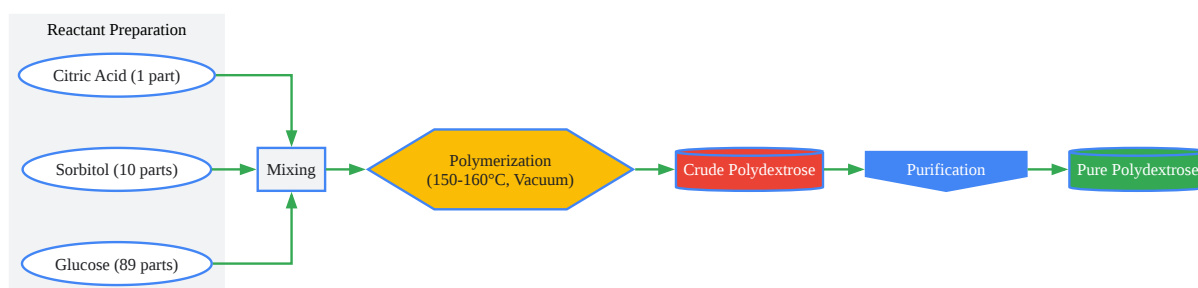 Reactant Preparation
Citric Acid (1 part)
Sorbitol (10 parts)
Glucose (89 parts)
Mixing
Polymerization
(150-160°C, Vacuum)
Crude Polydextrose
Purification
Pure Polydextrose